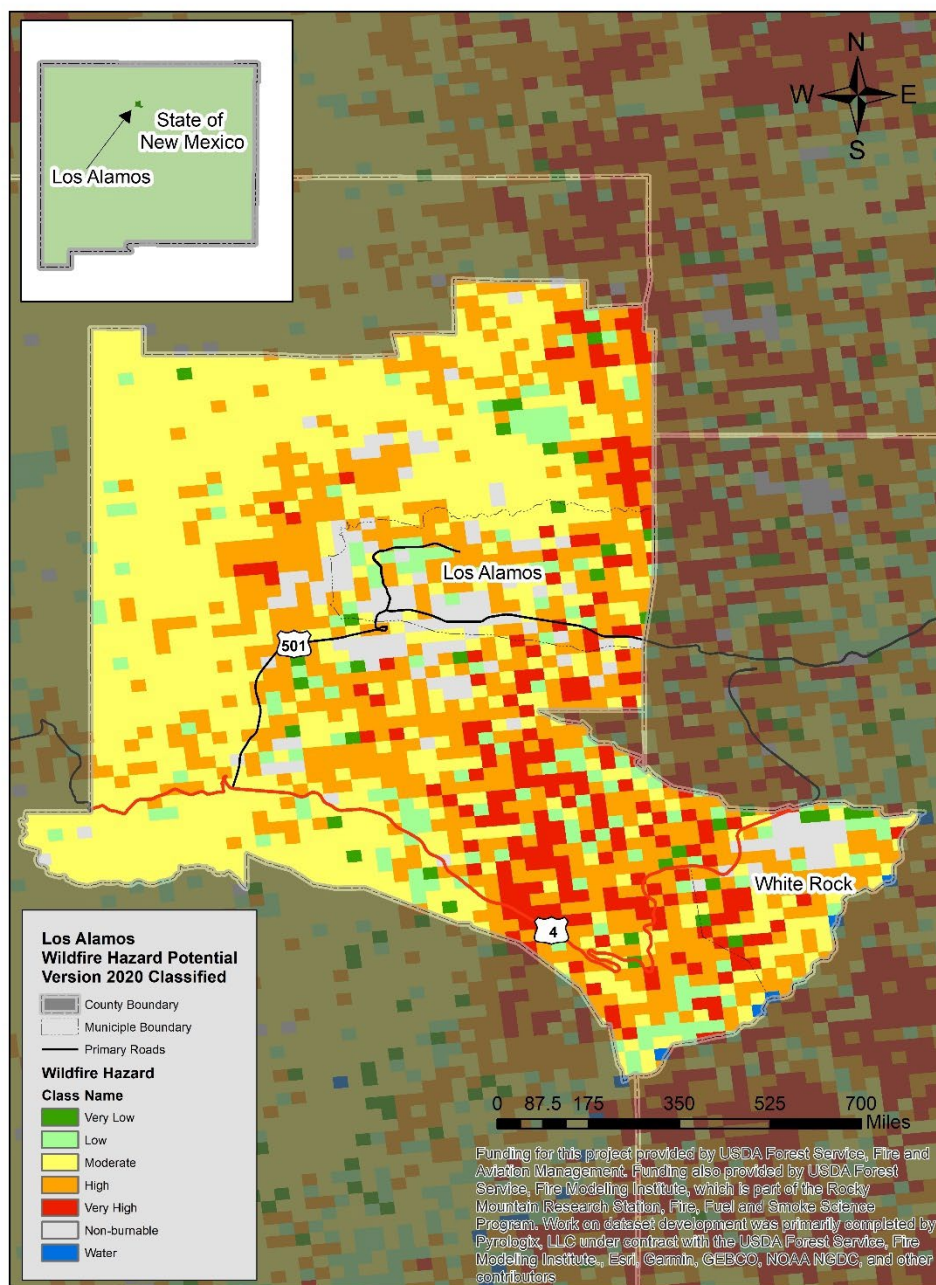 State of
New Mexico
Los Alamos
N
W E
S
Los Alamos
501
White Rock
4
Los Alamos
Wildfire Hazard Potential
Version 2020 Classified
County Boundary
Municiple Boundary
Primary Roads
Wildfire Hazard
Class Name
Very Low
Low
Moderate
High
Very High
Non-burnable
Water
0 87.5 175 350 525 700
Miles
Funding for this project provided by USDA Forest Service, Fire and
Aviation Management. Funding also provided by USDA Forest
Service, Fire Modeling Institute, which is part of the Rocky
Mountain Research Station, Fire, Fuel and Smoke Science
Program. Work on dataset development was primarily completed by
Pyrologix, LLC under contract with the USDA Forest Service, Fire
Modeling Institute., Esri, Garmin, GEBCO, NOAA NGDC, and other
contributors